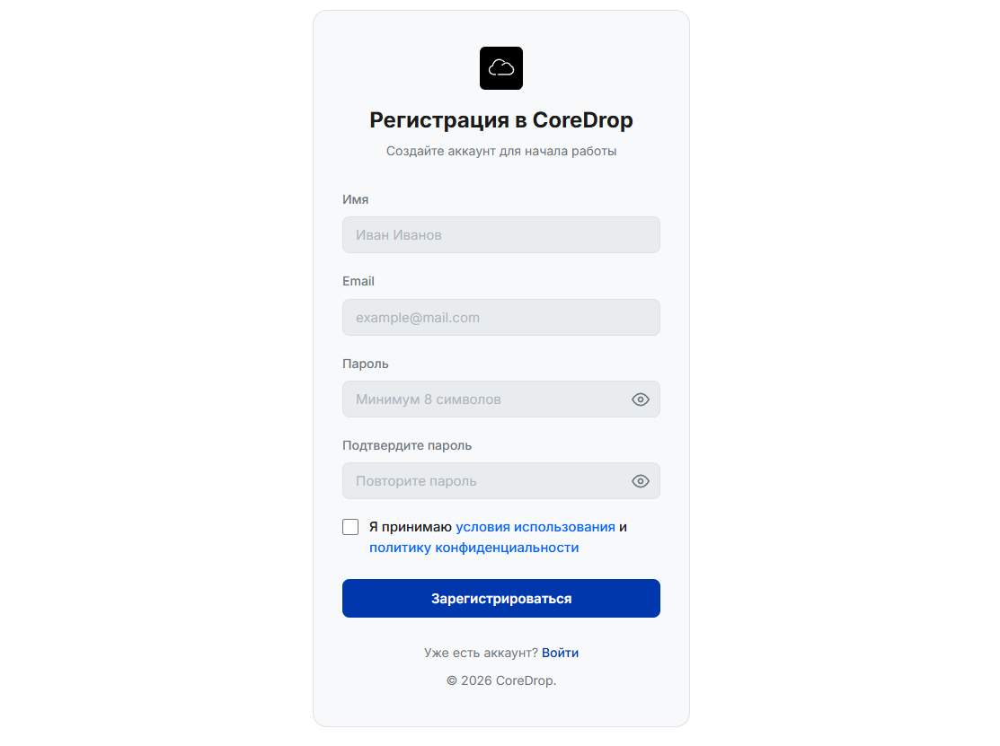 Регистрация в CoreDrop
Создайте аккаунт для начала работы
Имя
Иван Иванов
Email
example@mail.com
Пароль
Минимум 8 символов
Подтвердите пароль
Повторите пароль
Я принимаю условия использования и
политику конфиденциальности
Зарегистрироваться
Уже есть аккаунт? Войти
© 2026 CoreDrop.